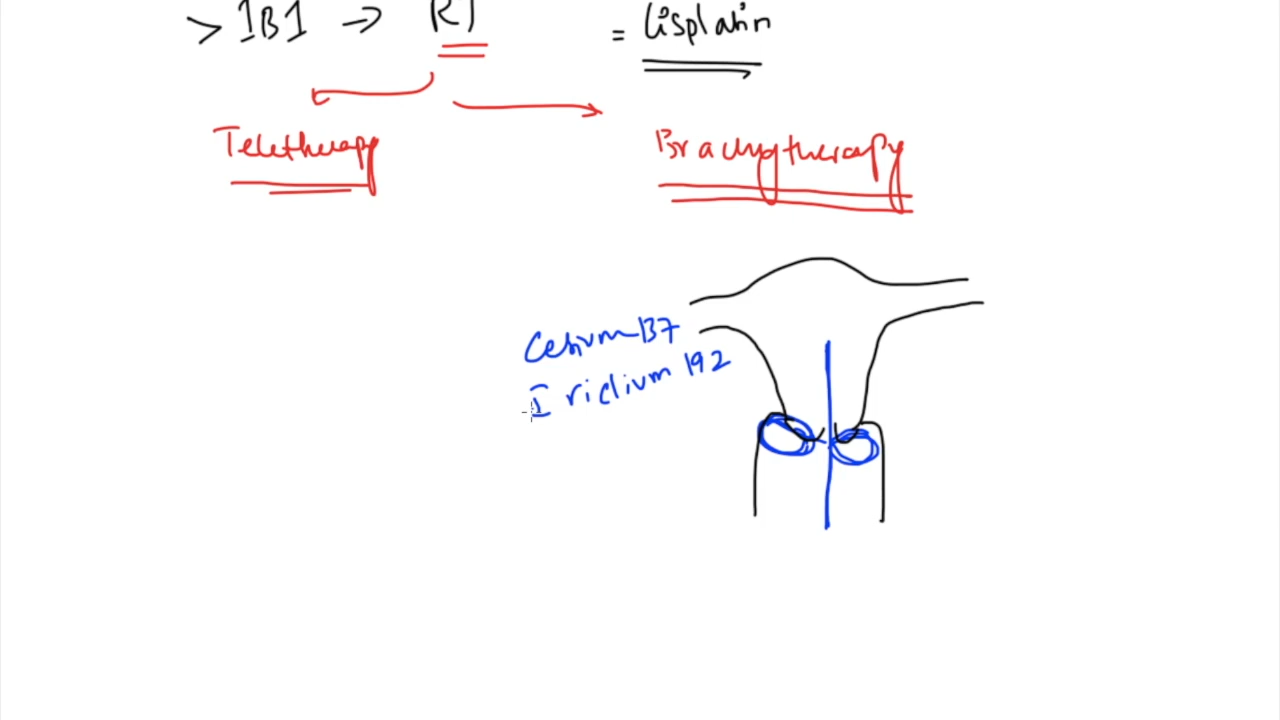 > IB1 → RT = Cisplatin
Teletherapy
Brachytherapy
Cesium 137
Iridium 192